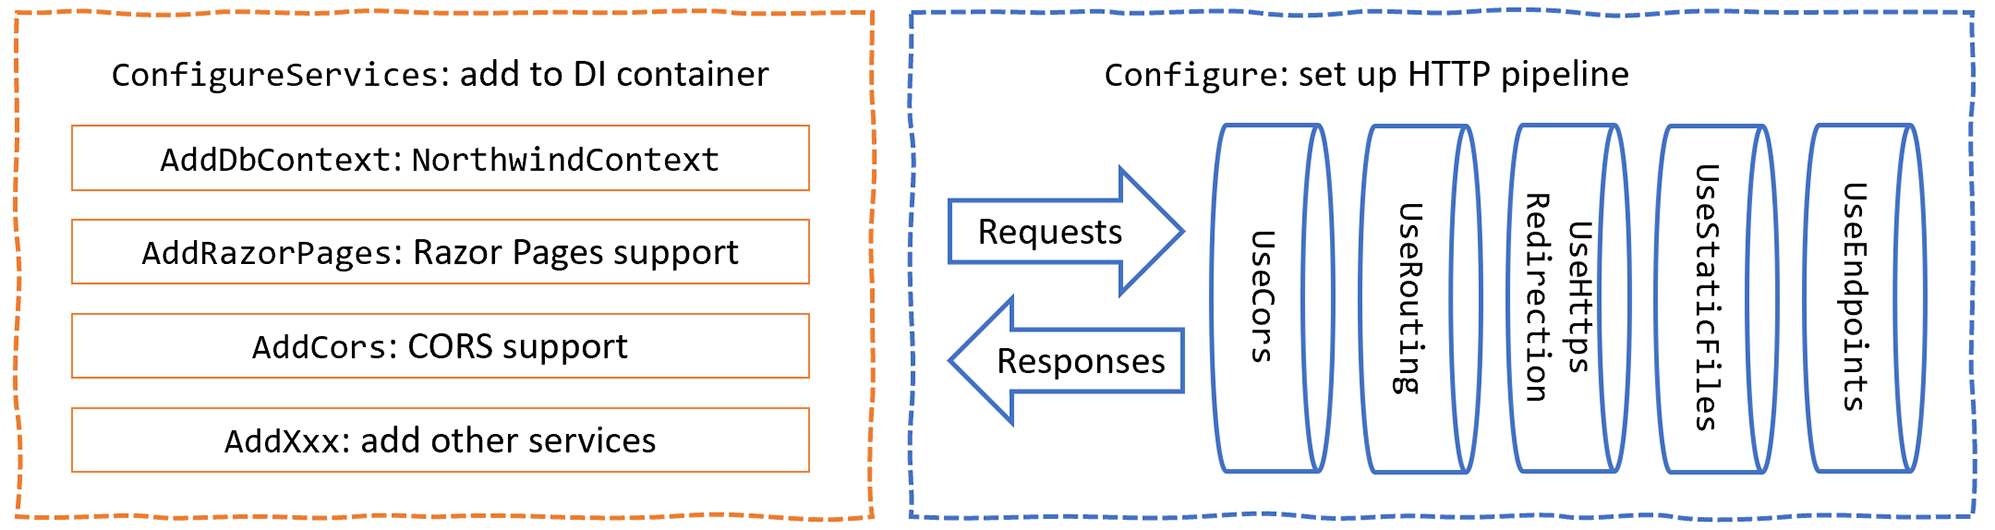 ConfigureServices: add to DI container
AddDbContext: NorthwindContext
AddRazorPages: Razor Pages support
AddCors: CORS support
AddXxx: add other services
Configure: set up HTTP pipeline
Requests
Responses
UseCors
UseRouting
UseHttps
Redirection
UseStaticFiles
UseEndpoints